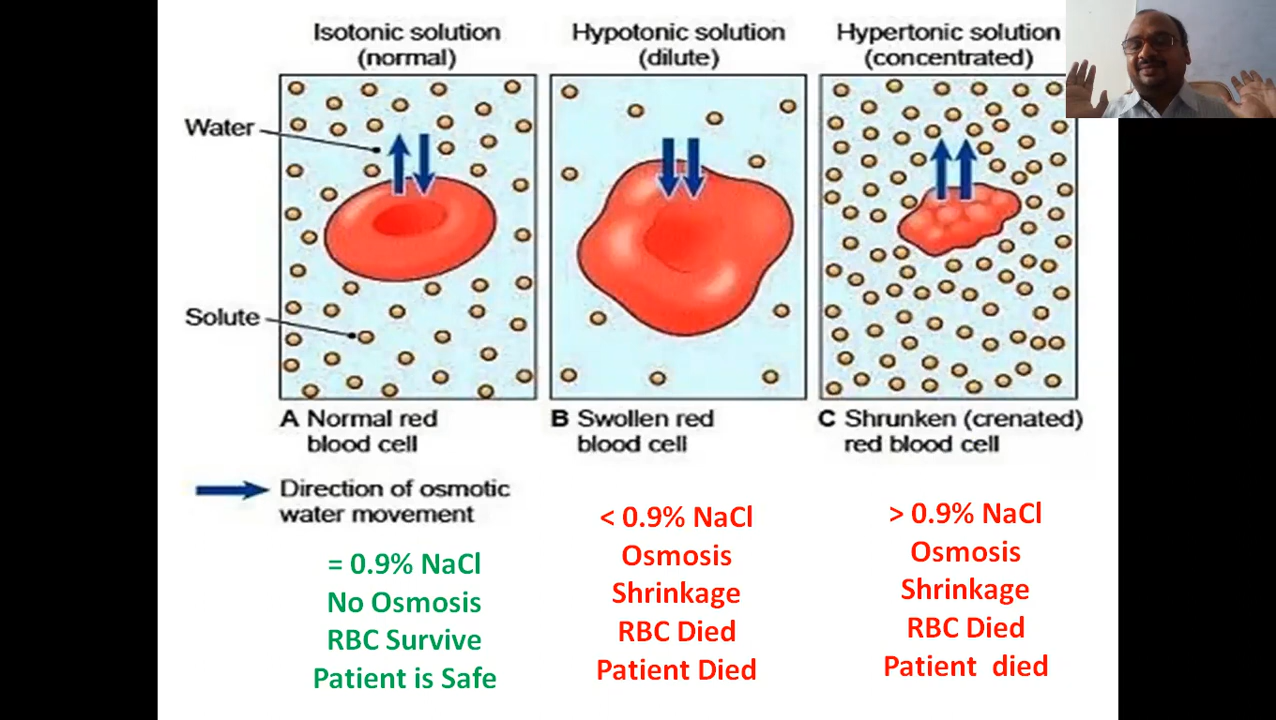 Isotonic solution
(normal)
Hypotonic solution
(dilute)
Hypertonic solution
(concentrated)
Water
Solute
A Normal red
blood cell
B Swollen red
blood cell
C Shrunken (crenated)
red blood cell
Direction of osmotic
water movement
= 0.9% NaCl
No Osmosis
RBC Survive
Patient is Safe
< 0.9% NaCl
Osmosis
Shrinkage
RBC Died
Patient Died
> 0.9% NaCl
Osmosis
Shrinkage
RBC Died
Patient died